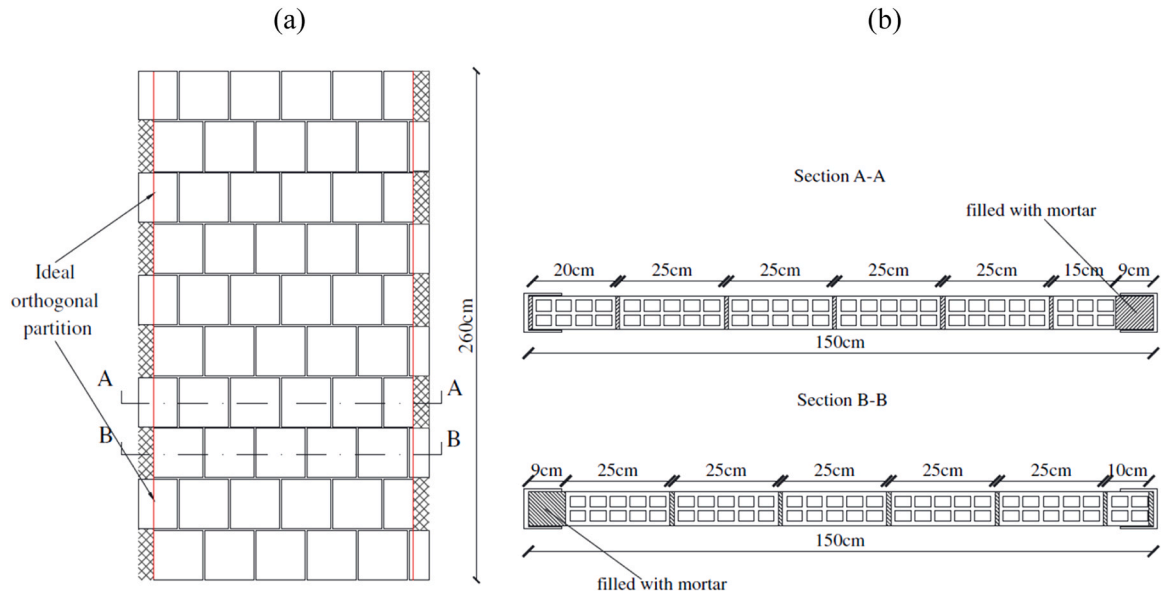 (a)
(b)
Ideal
orthogonal
partition
A
A
B
B
260cm
Section A-A
filled with mortar
20cm 25cm 25cm 25cm 25cm 15cm 9cm
150cm
Section B-B
9cm 25cm 25cm 25cm 25cm 25cm 10cm
150cm
filled with mortar